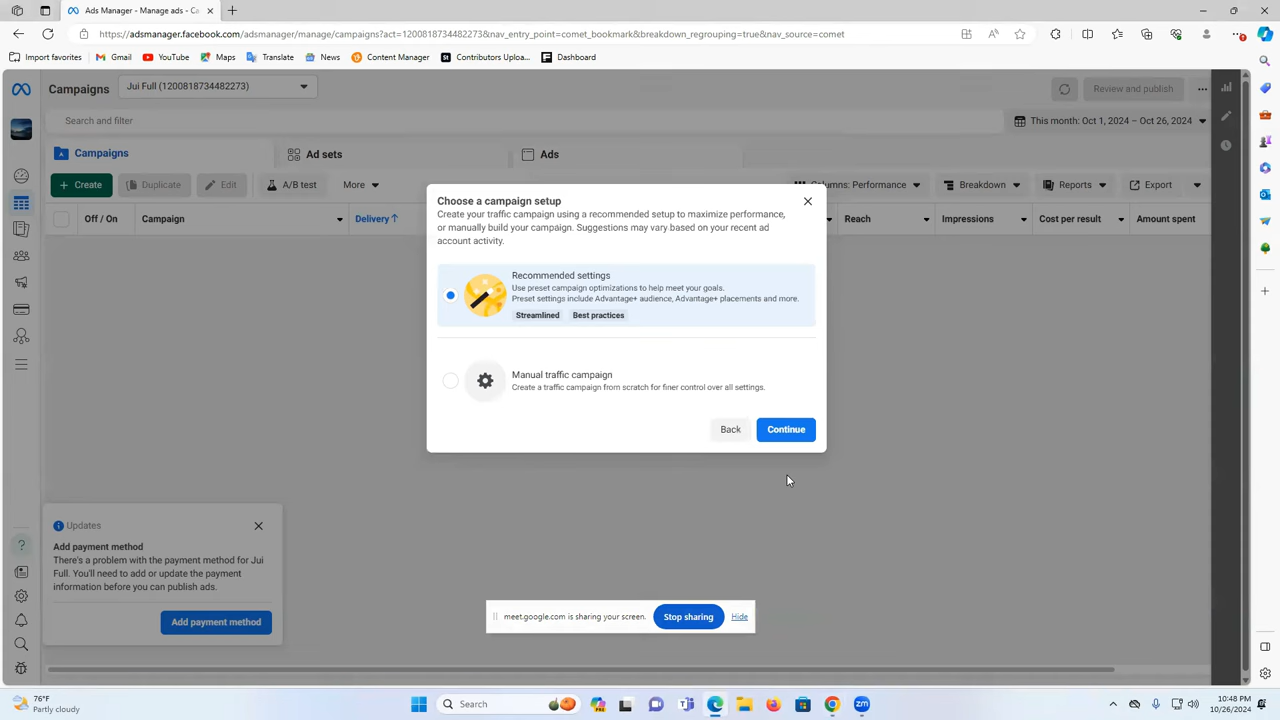 Ads Manager - Manage ads - Ca
https://adsmanager.facebook.com/adsmanager/manage/campaigns?act=1200818734482273&nav_entry_point=comet_bookmark&breakdown_regrouping=true&nav_source=comet
Import favorites
Gmail
YouTube
Maps
Translate
News
Content Manager
Contributors Uploa...
Dashboard
Campaigns
Jui Full (1200818734482273)
Review and publish
Search and filter
This month: Oct 1, 2024 – Oct 26, 2024
Campaigns
Ad sets
Ads
+ Create
Duplicate
Edit
A/B test
More
Columns: Performance
Breakdown
Reports
Export
Off / On
Campaign
Delivery ↑
Reach
Impressions
Cost per result
Amount spent
Choose a campaign setup
Create your traffic campaign using a recommended setup to maximize performance,
or manually build your campaign. Suggestions may vary based on your recent ad
account activity.
Recommended settings
Use preset campaign optimizations to help meet your goals.
Preset settings include Advantage+ audience, Advantage+ placements and more.
Streamlined
Best practices
Manual traffic campaign
Create a traffic campaign from scratch for finer control over all settings.
Back
Continue
Updates
Add payment method
There's a problem with the payment method for Jui
Full. You'll need to add or update the payment
information before you can publish ads.
Add payment method
meet.google.com is sharing your screen.
Stop sharing
Hide
76°F
Partly cloudy
Search
10:48 PM
10/26/2024